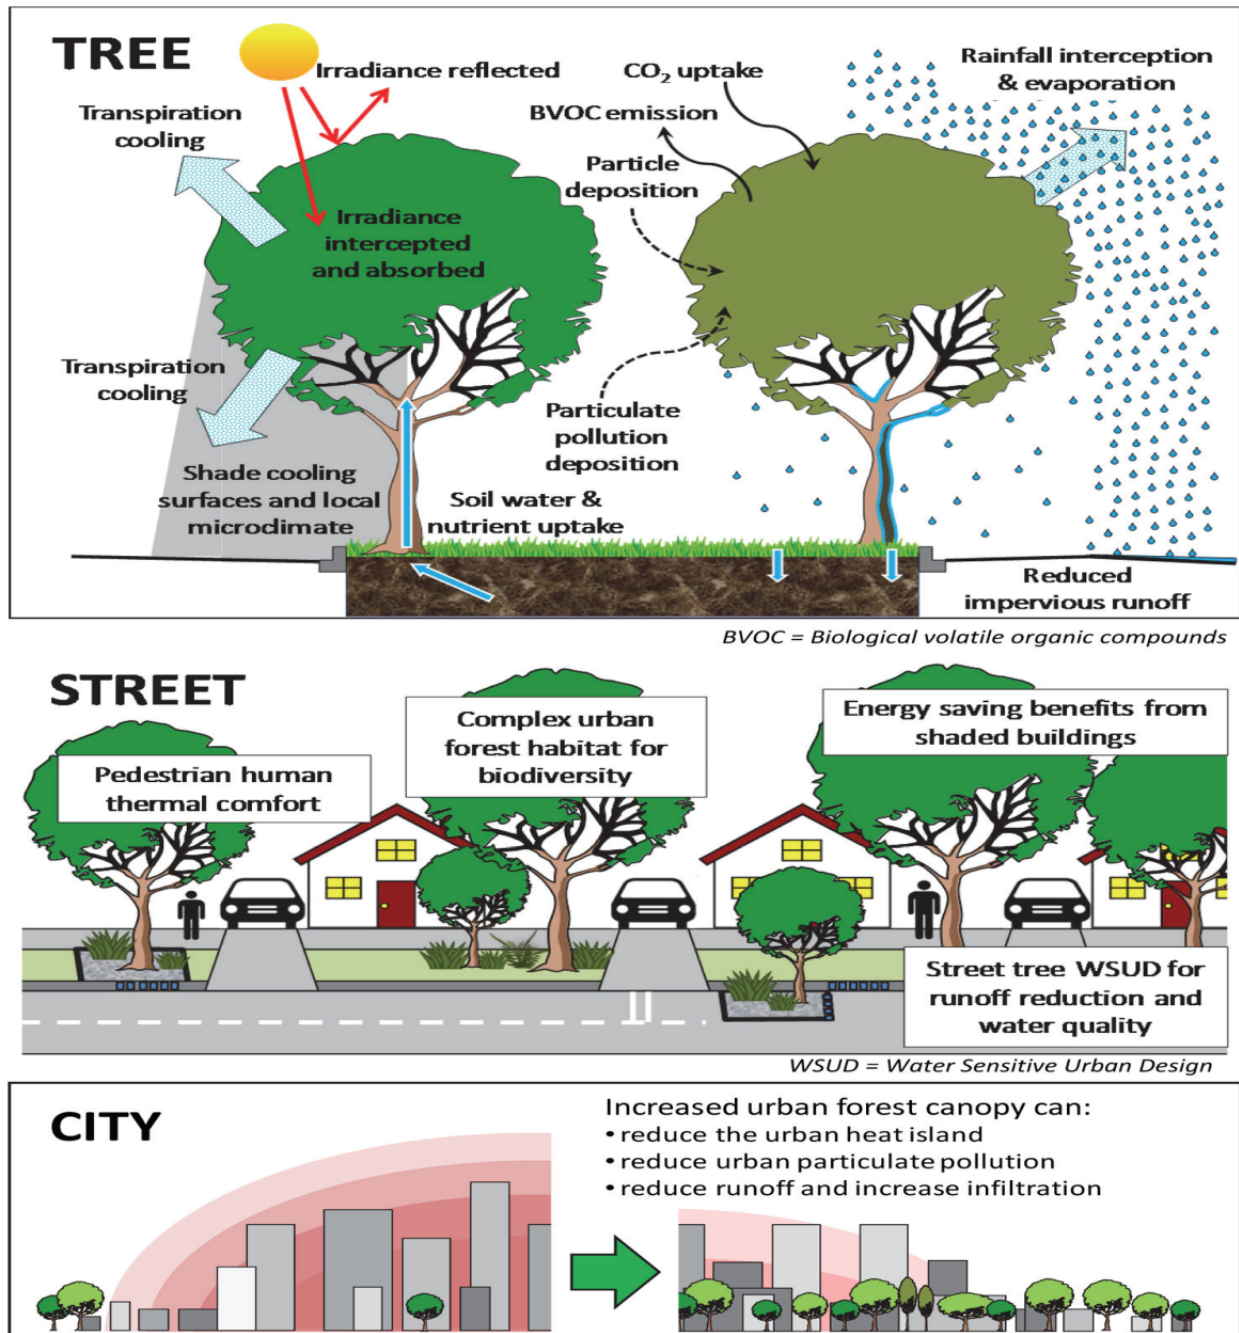 TREE
Irradiance reflected
Transpiration
cooling
Irradiance
intercepted
and absorbed
Transpiration
cooling
Shade cooling
surfaces and local
microclimate
Soil water &
nutrient uptake
CO₂ uptake
BVOC emission
Particle
deposition
Particulate
pollution
deposition
Rainfall interception
& evaporation
Reduced
impervious runoff
BVOC = Biological volatile organic compounds
STREET
Pedestrian human
thermal comfort
Complex urban
forest habitat for
biodiversity
Energy saving benefits from
shaded buildings
Street tree WSUD for
runoff reduction and
water quality
WSUD = Water Sensitive Urban Design
CITY
Increased urban forest canopy can:
• reduce the urban heat island
• reduce urban particulate pollution
• reduce runoff and increase infiltration